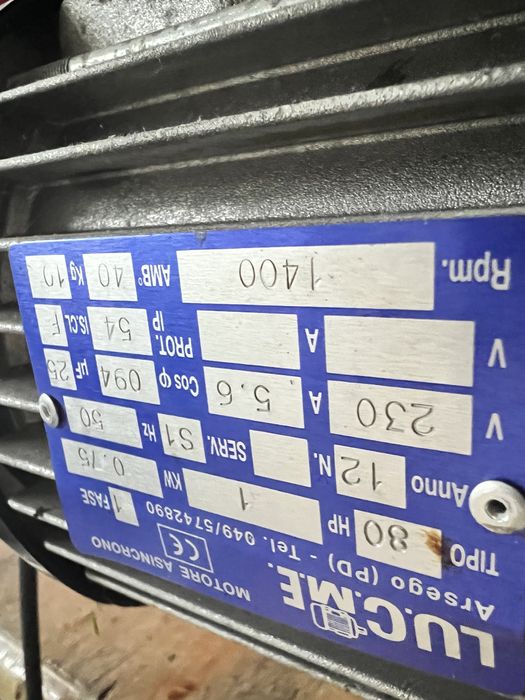 LU.C.M.E.
MOTORE ASINCRONO
CE
Arsego (PD) - Tel. 049/5742890
TIPO 80 HP 1 KW 0.75 1 FASE
Anno 12 N. SERV. S1 Hz 50
V 230 A 5.6 Cos φ 094 µF 25
V A PROT. IP 54 IS.CL F
Rpm. 1400 AMB° 40 Kg 12